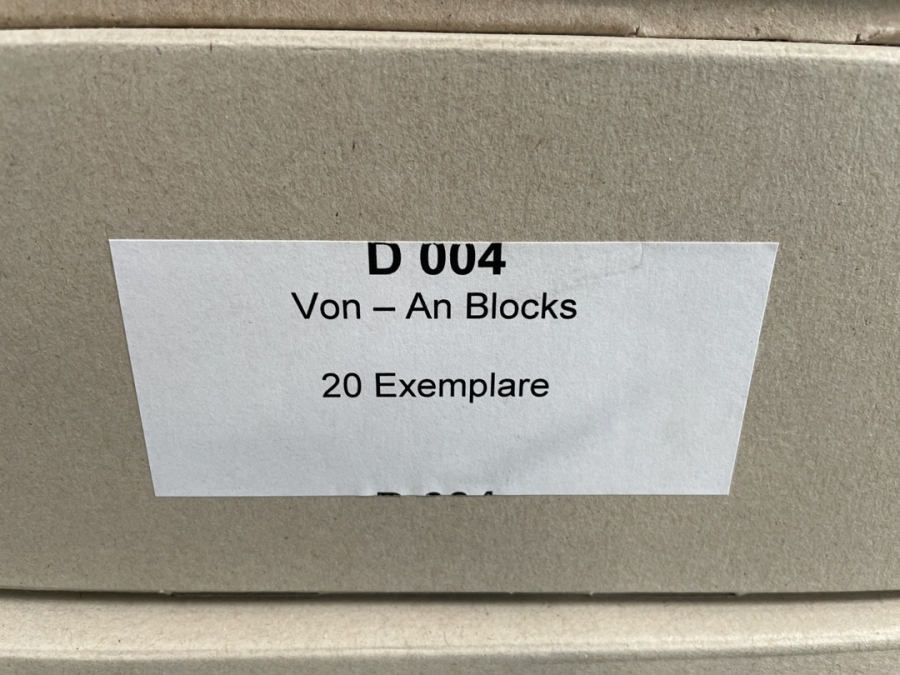 D 004
Von – An Blocks
20 Exemplare